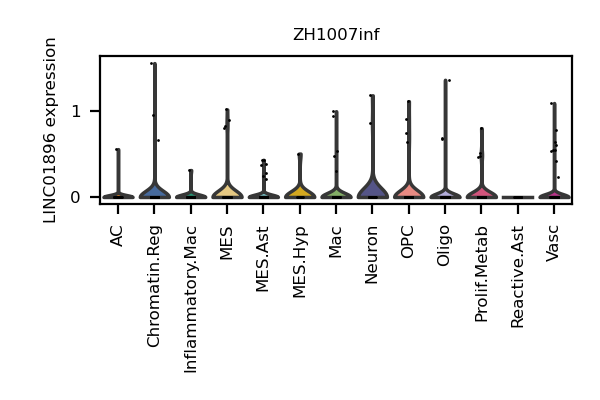 ZH1007inf
LINC01896 expression
1
0
AC
Chromatin.Reg
Inflammatory.Mac
MES
MES.Ast
MES.Hyp
Mac
Neuron
OPC
Oligo
Prolif.Metab
Reactive.Ast
Vasc